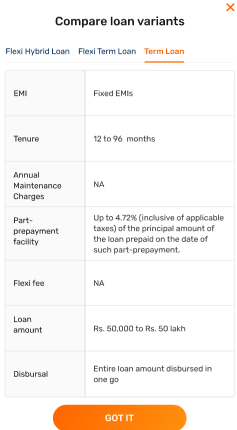 Compare loan variants
Flexi Hybrid Loan Flexi Term Loan Term Loan
EMI Fixed EMIs
Tenure 12 to 96 months
Annual
Maintenance
Charges
NA
Part-
prepayment
facility
Up to 4.72% (inclusive of applicable
taxes) of the principal amount of
the loan prepaid on the date of
such part-prepayment.
Flexi fee NA
Loan
amount
Rs. 50,000 to Rs. 50 lakh
Disbursal
Entire loan amount disbursed in
one go
GOT IT